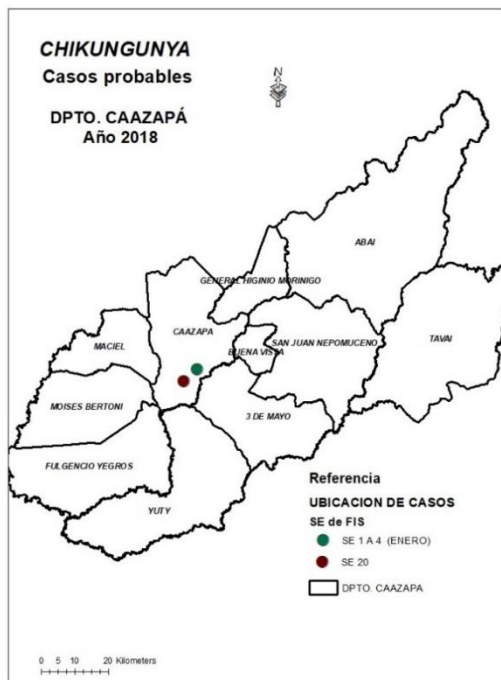 CHIKUNGUNYA
Casos probables
DPTO. CAAZAPÁ
Año 2018
N
ABAI
GENERAL HIGINIO MORINIGO
CAAZAPA
MACIEL
BUENA VISTA
SAN JUAN NEPOMUCENO
TAVAI
MOISES BERTONI
3 DE MAYO
FULGENCIO YEGROS
YUTY
Referencia
UBICACION DE CASOS
SE de FIS
SE 1 A 4 (ENERO)
SE 20
DPTO. CAAZAPA
0 5 10 20 Kilometers